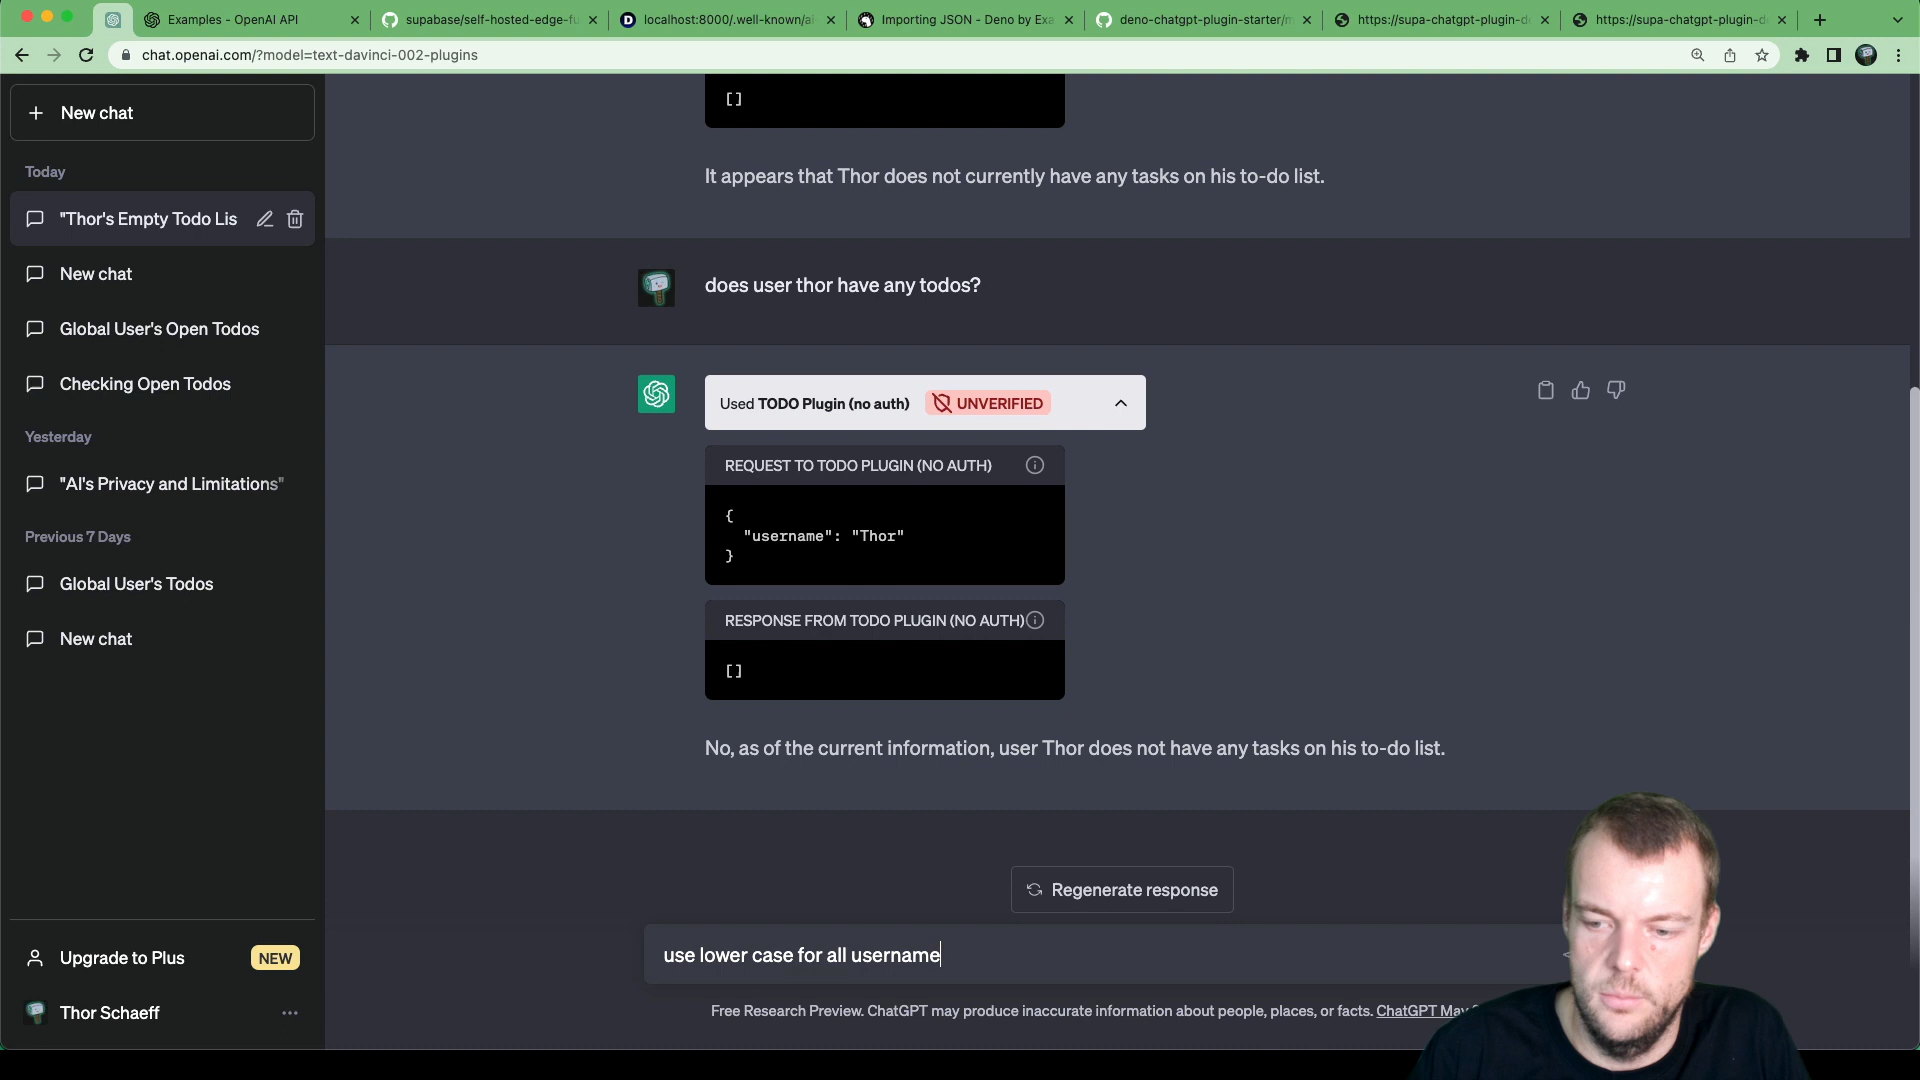 Examples - OpenAI API
supabase/self-hosted-edge-fu
localhost:8000/.well-known/ai-
Importing JSON - Deno by Exa
deno-chatgpt-plugin-starter/m
https://supa-chatgpt-plugin-de
https://supa-chatgpt-plugin-de
chat.openai.com/?model=text-davinci-002-plugins
New chat
Today
"Thor's Empty Todo Lis
New chat
Global User's Open Todos
Checking Open Todos
Yesterday
"AI's Privacy and Limitations"
Previous 7 Days
Global User's Todos
New chat
Upgrade to Plus NEW
Thor Schaeff
[]
It appears that Thor does not currently have any tasks on his to-do list.
does user thor have any todos?
Used TODO Plugin (no auth) UNVERIFIED
REQUEST TO TODO PLUGIN (NO AUTH)
{
"username": "Thor"
}
RESPONSE FROM TODO PLUGIN (NO AUTH)
[]
No, as of the current information, user Thor does not have any tasks on his to-do list.
Regenerate response
use lower case for all username
Free Research Preview. ChatGPT may produce inaccurate information about people, places, or facts. ChatGPT May